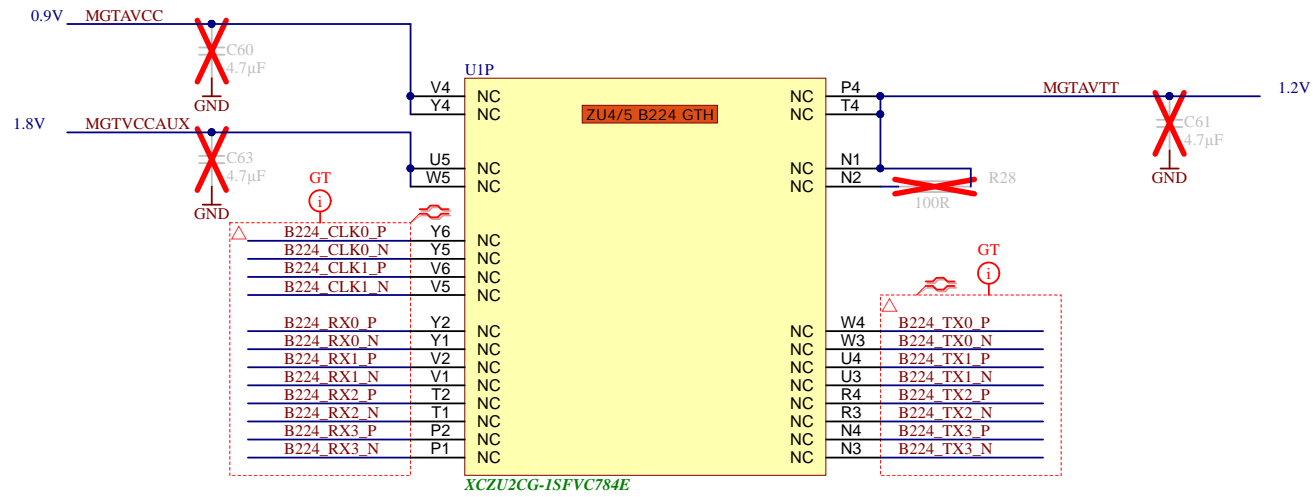 0.9V MGTAVCC
C60
4.7µF
GND
1.8V MGTVCCAUX
C63
4.7µF
GND
U1P
ZU4/5 B224 GTH
V4 NC
Y4 NC
U5 NC
W5 NC
NC P4
NC T4
NC N1
NC N2
MGTAVTT 1.2V
C61
4.7µF
GND
R28
100R
GT
i
B224_CLK0_P Y6 NC
B224_CLK0_N Y5 NC
B224_CLK1_P V6 NC
B224_CLK1_N V5 NC
B224_RX0_P Y2 NC
B224_RX0_N Y1 NC
B224_RX1_P V2 NC
B224_RX1_N V1 NC
B224_RX2_P T2 NC
B224_RX2_N T1 NC
B224_RX3_P P2 NC
B224_RX3_N P1 NC
GT
i
NC W4 B224_TX0_P
NC W3 B224_TX0_N
NC U4 B224_TX1_P
NC U3 B224_TX1_N
NC R4 B224_TX2_P
NC R3 B224_TX2_N
NC N4 B224_TX3_P
NC N3 B224_TX3_N
XCZU2CG-1SFVC784E